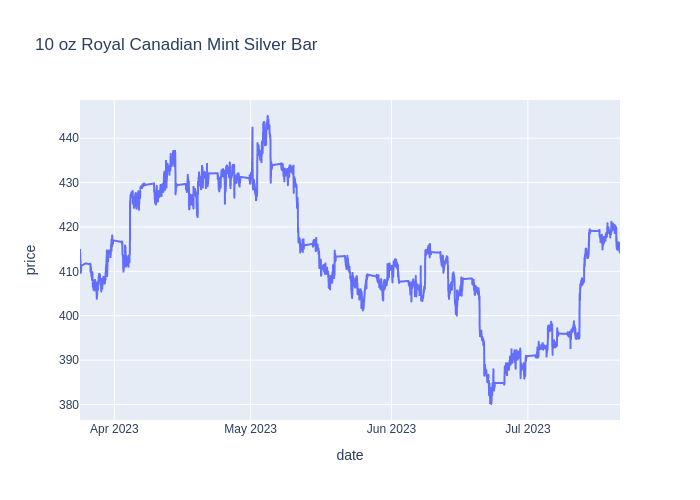 10 oz Royal Canadian Mint Silver Bar
440
430
420
410
400
390
380
price
Apr 2023
May 2023
Jun 2023
Jul 2023
date